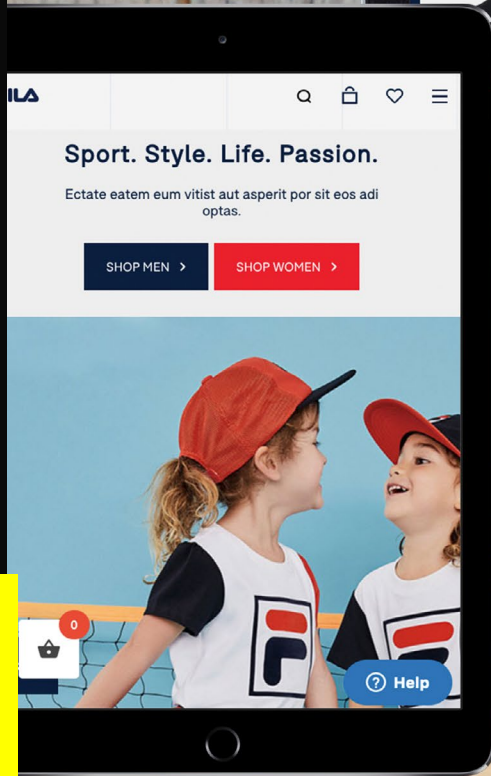 ILA
Sport. Style. Life. Passion.
Ectate eatem eum vitist aut asperit por sit eos adi
optas.
SHOP MEN
SHOP WOMEN
0
? Help